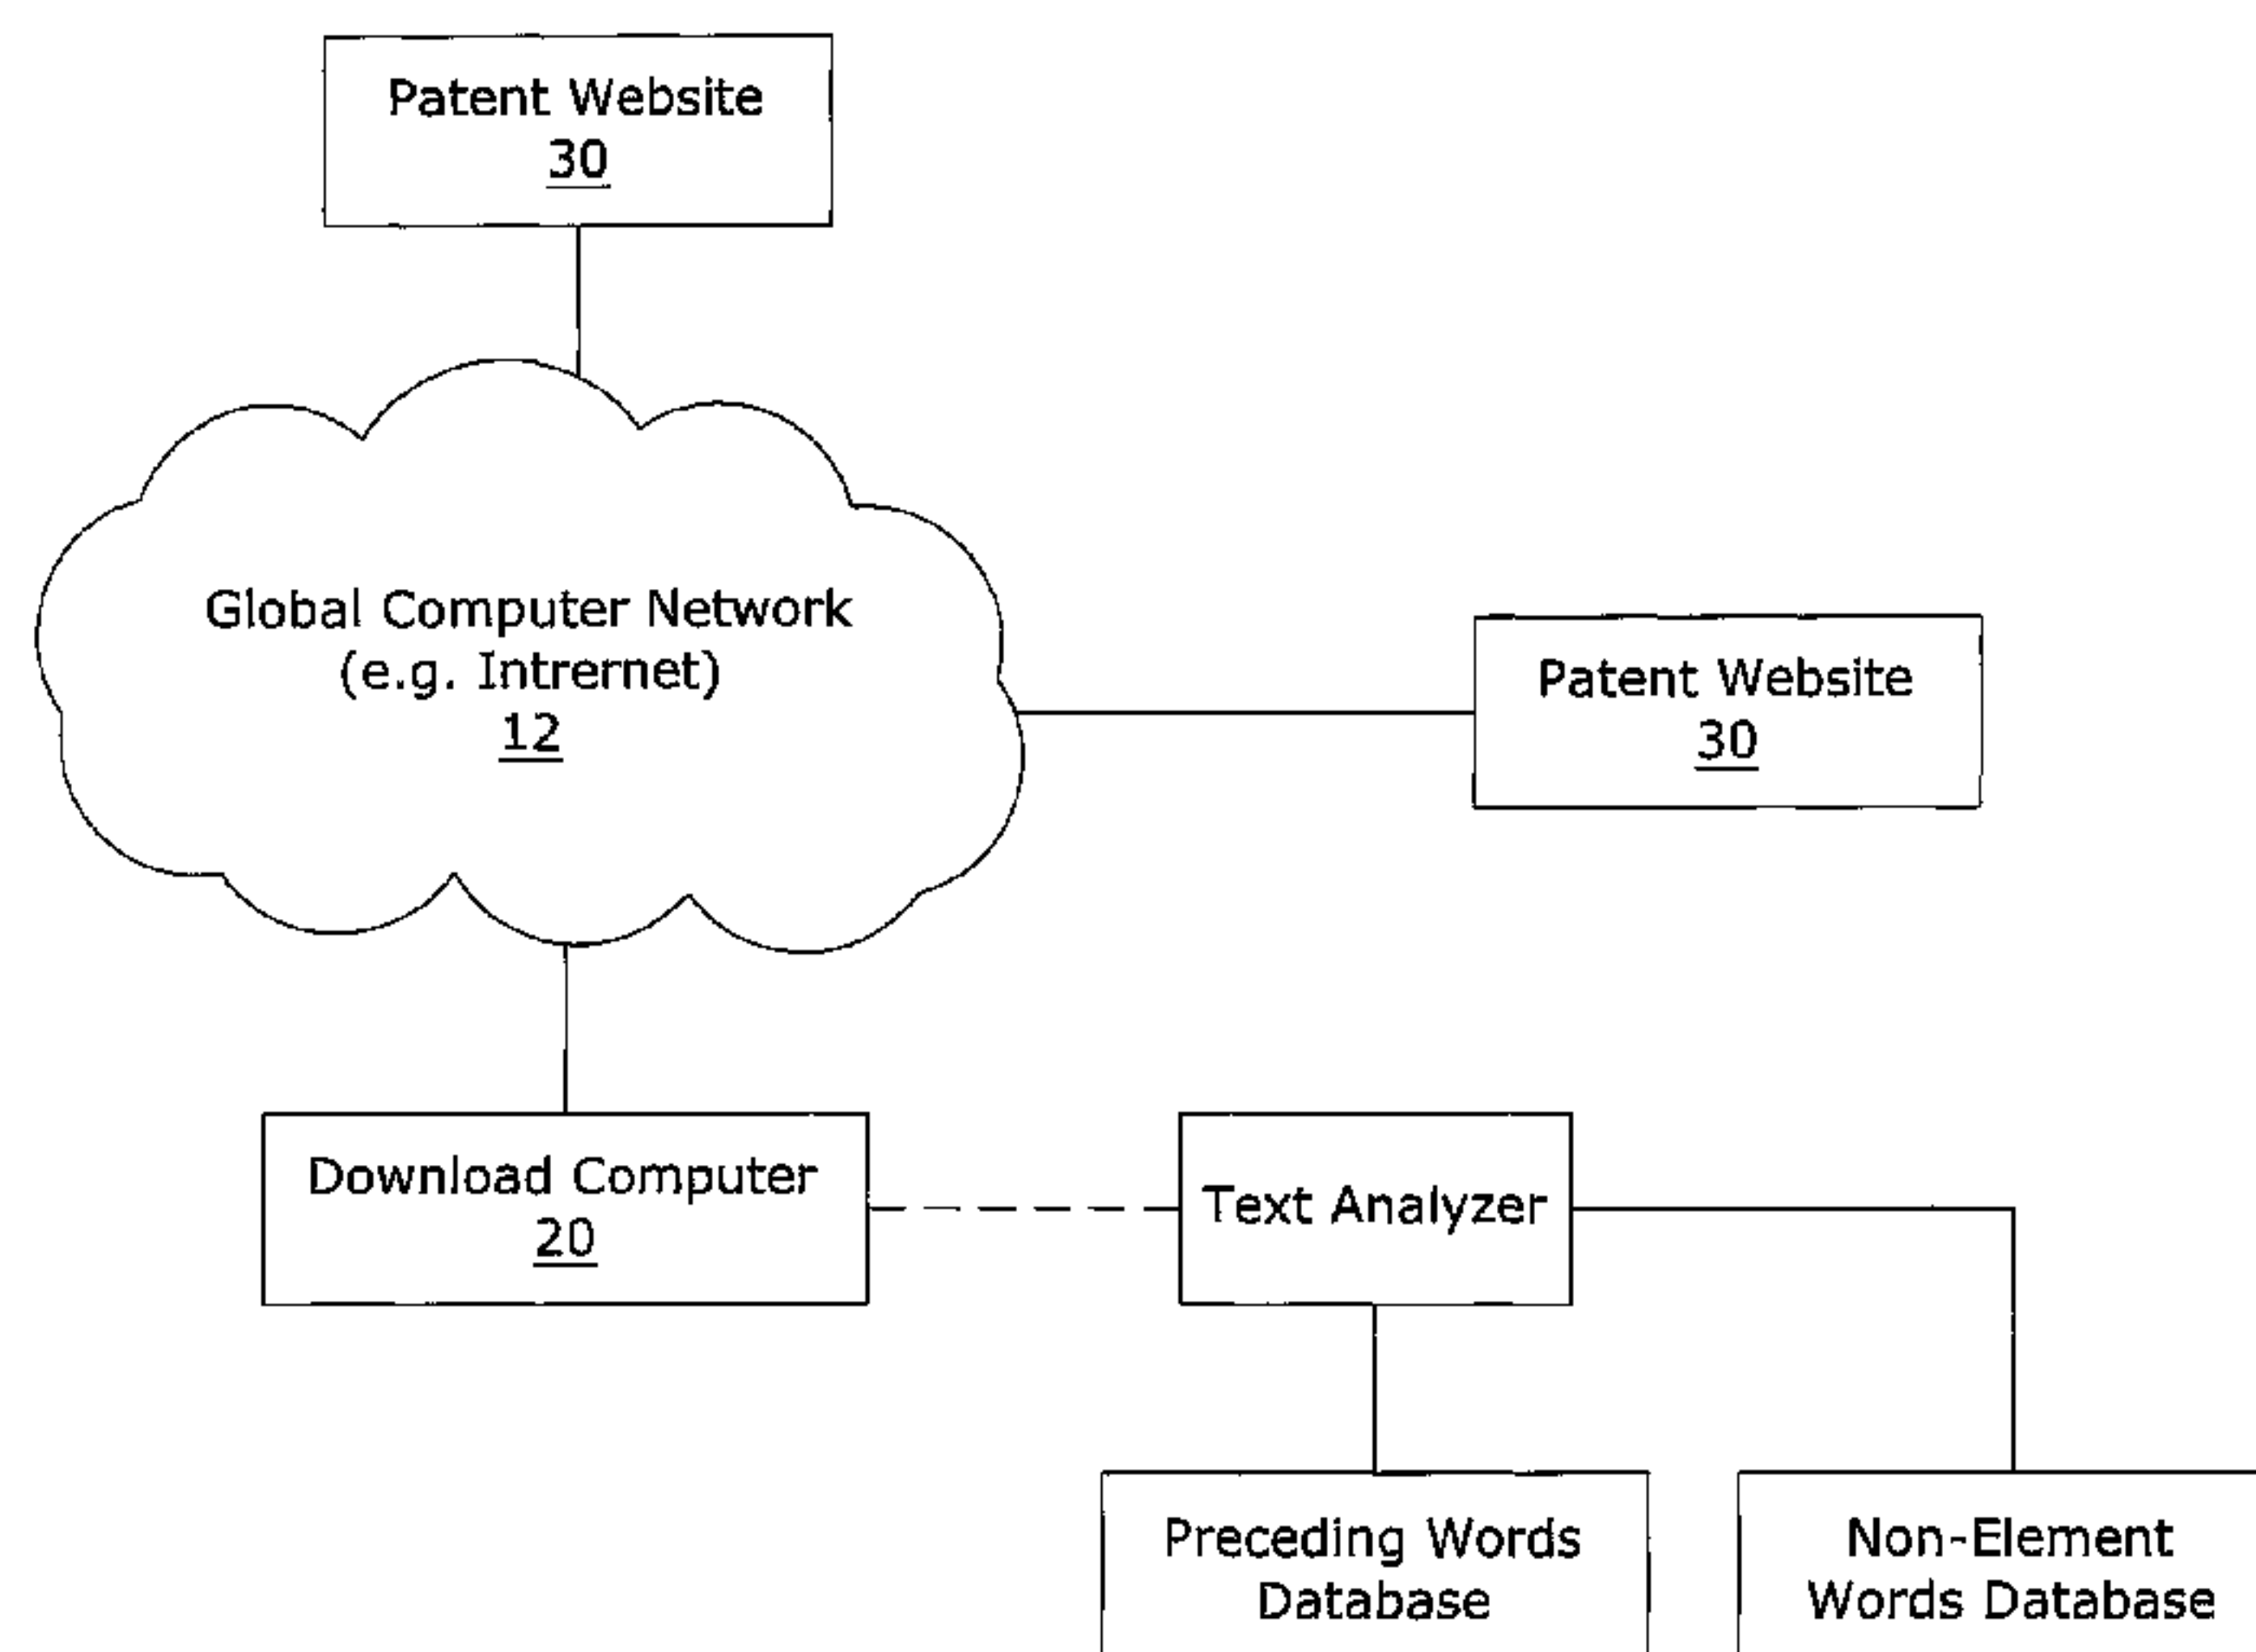 Patent Website
30
Global Computer Network
(e.g. Intrernet)
12
Patent Website
30
Download Computer
20
Text Analyzer
Preceding Words
Database
Non-Element
Words Database